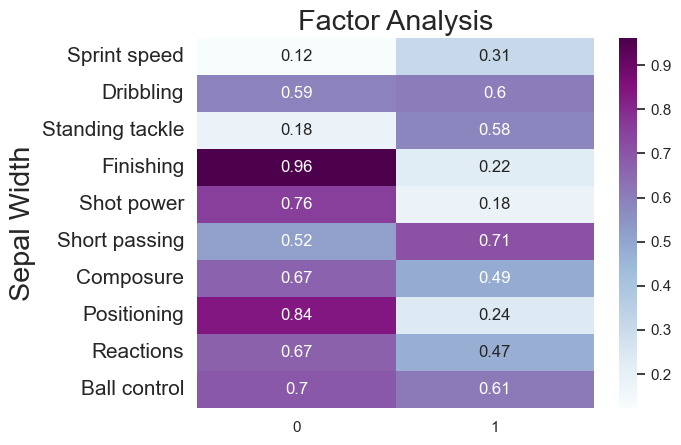 Factor Analysis
Sepal Width
Sprint speed 0.12 0.31
Dribbling 0.59 0.6
Standing tackle 0.18 0.58
Finishing 0.96 0.22
Shot power 0.76 0.18
Short passing 0.52 0.71
Composure 0.67 0.49
Positioning 0.84 0.24
Reactions 0.67 0.47
Ball control 0.7 0.61
0 1
0.9
0.8
0.7
0.6
0.5
0.4
0.3
0.2